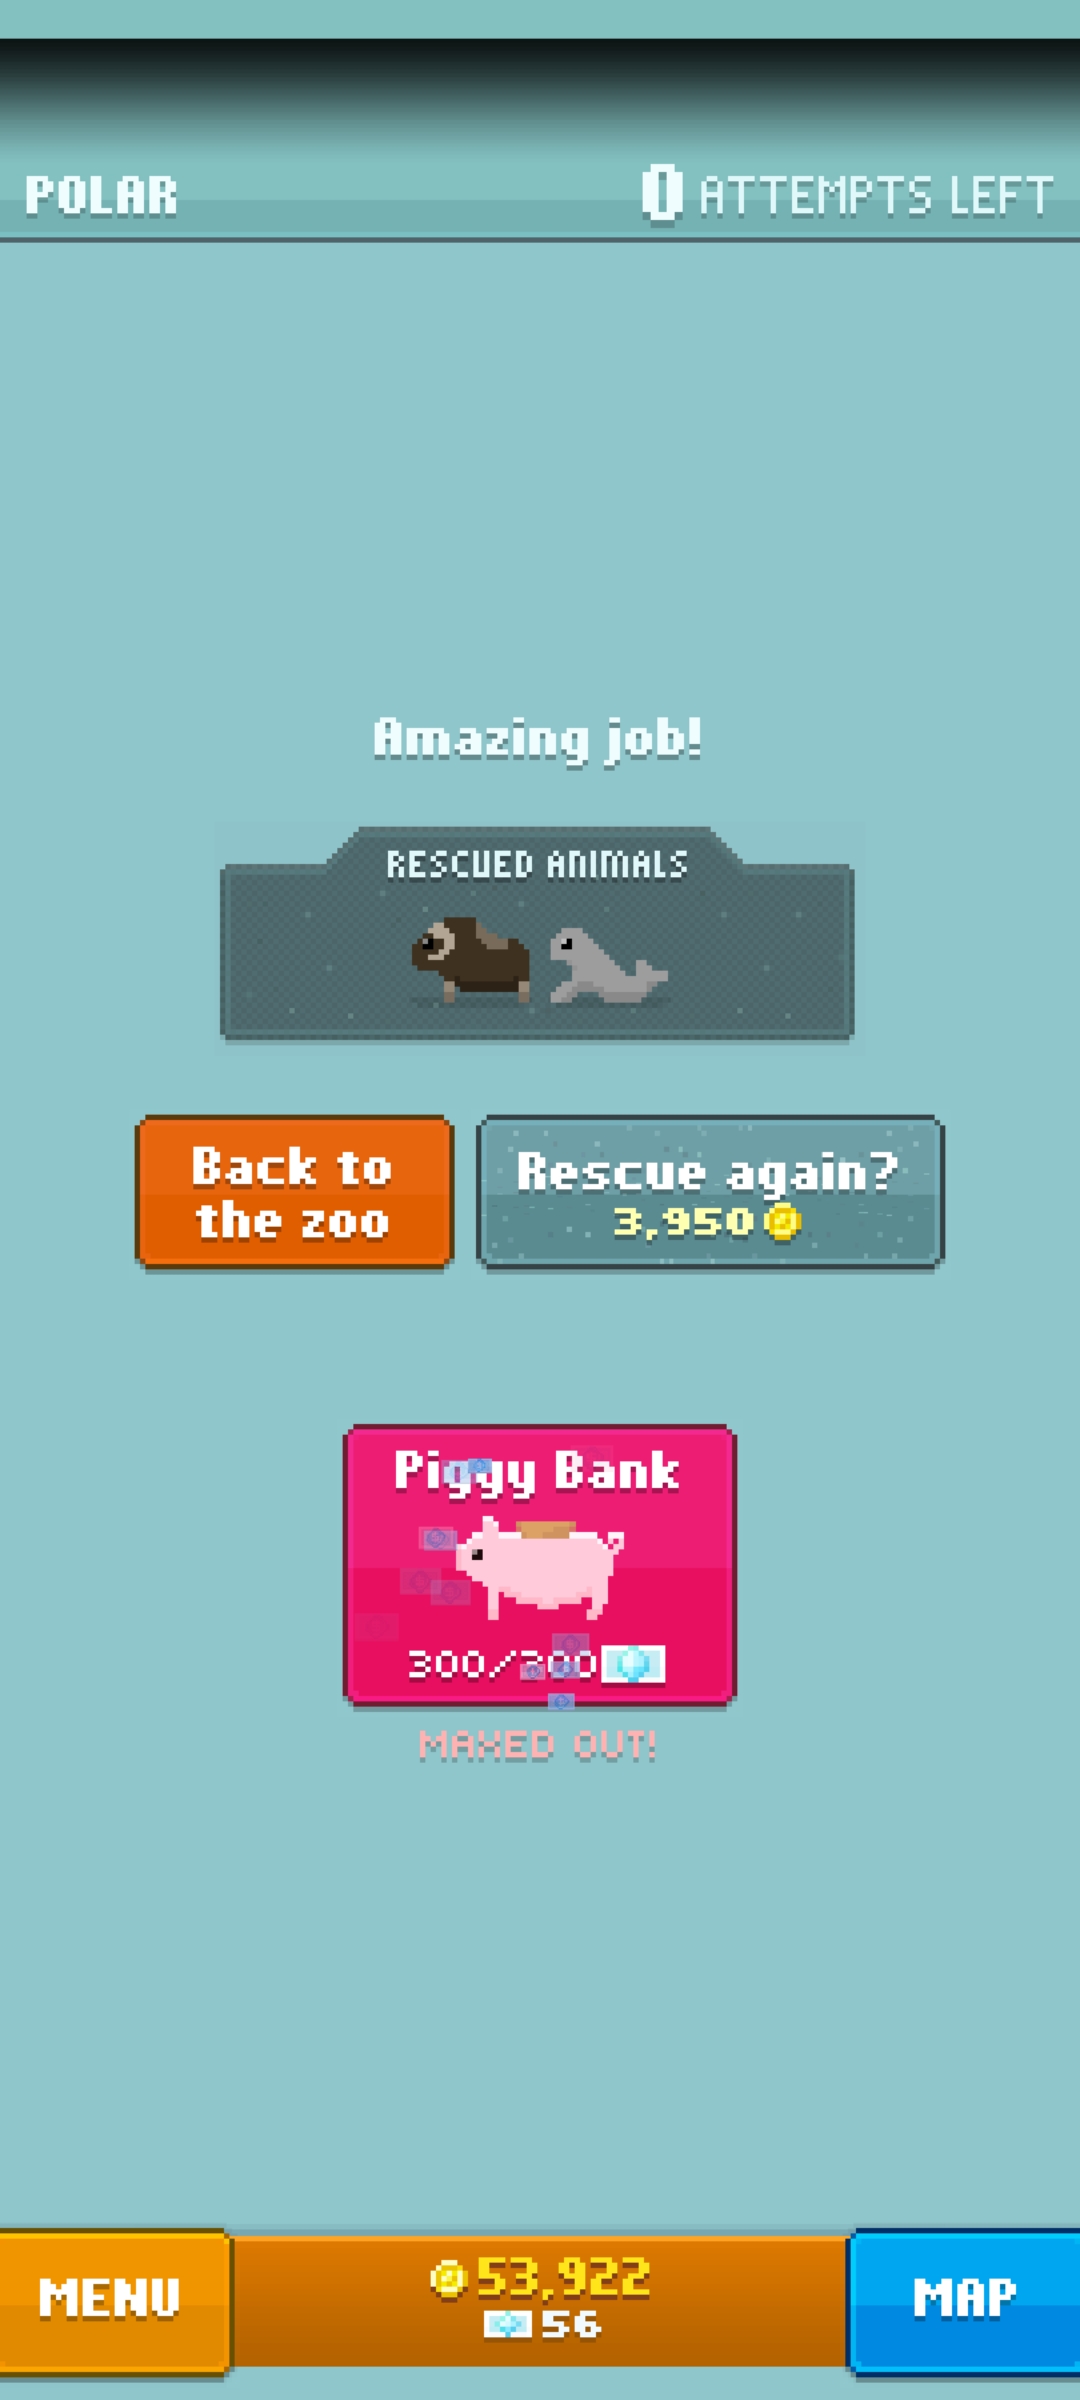 POLAR
0 ATTEMPTS LEFT
Amazing job!
RESCUED ANIMALS
Back to
the zoo
Rescue again?
3,950
Piggy Bank
300/300
MAXED OUT!
MENU
53,922
56
MAP